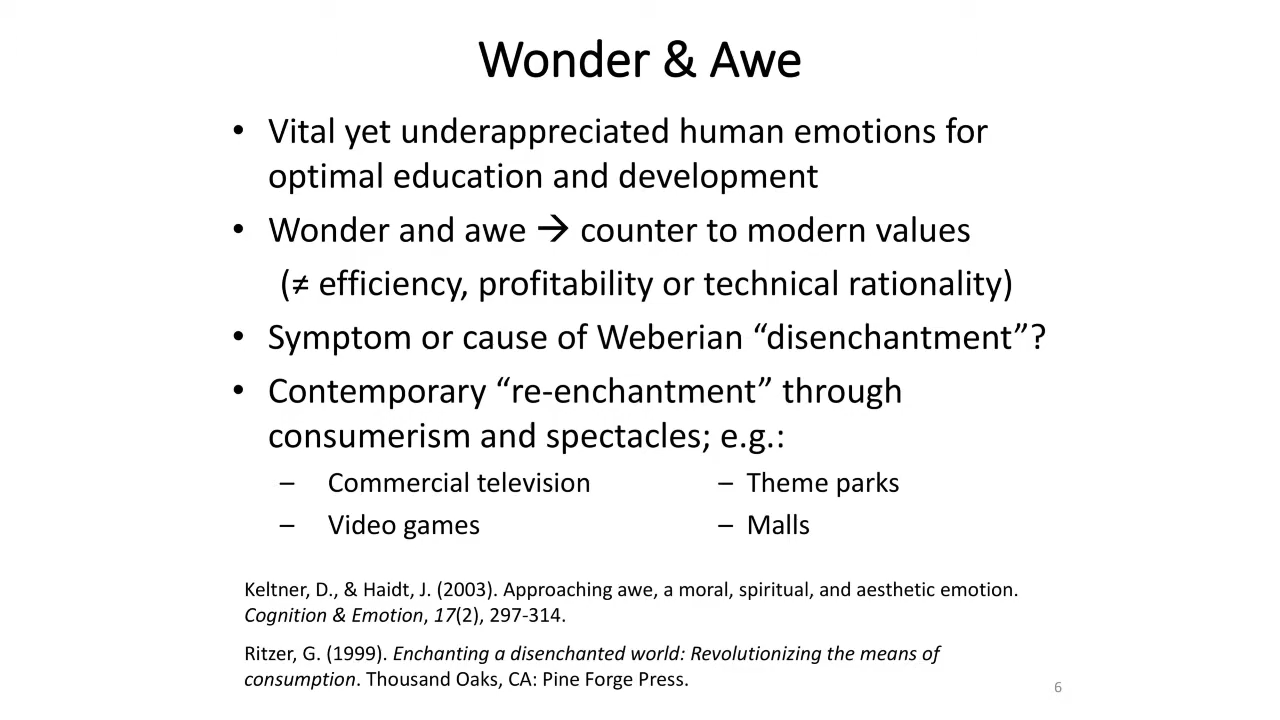 Wonder & Awe
• Vital yet underappreciated human emotions for
optimal education and development
• Wonder and awe → counter to modern values
(≠ efficiency, profitability or technical rationality)
• Symptom or cause of Weberian “disenchantment”?
• Contemporary “re-enchantment” through
consumerism and spectacles; e.g.:
– Commercial television
– Video games
– Theme parks
– Malls
Keltner, D., & Haidt, J. (2003). Approaching awe, a moral, spiritual, and aesthetic emotion.
Cognition & Emotion, 17(2), 297-314.
Ritzer, G. (1999). Enchanting a disenchanted world: Revolutionizing the means of
consumption. Thousand Oaks, CA: Pine Forge Press.
6